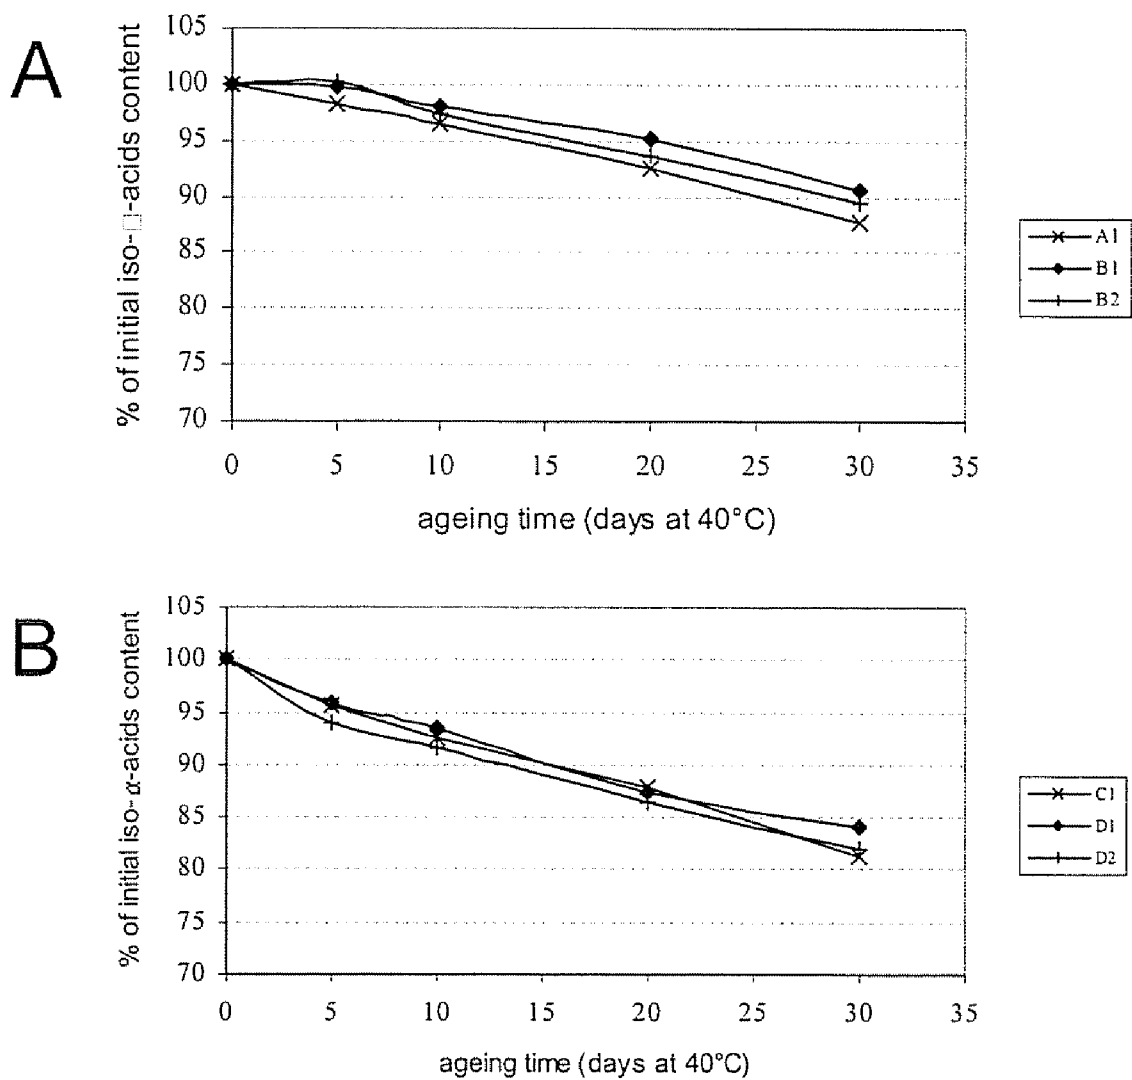 A
% of initial iso-□-acids content
105
100
95
90
85
80
75
70
0 5 10 15 20 25 30 35
ageing time (days at 40°C)
A1
B1
B2
B
% of initial iso-α-acids content
105
100
95
90
85
80
75
70
0 5 10 15 20 25 30 35
ageing time (days at 40°C)
C1
D1
D2